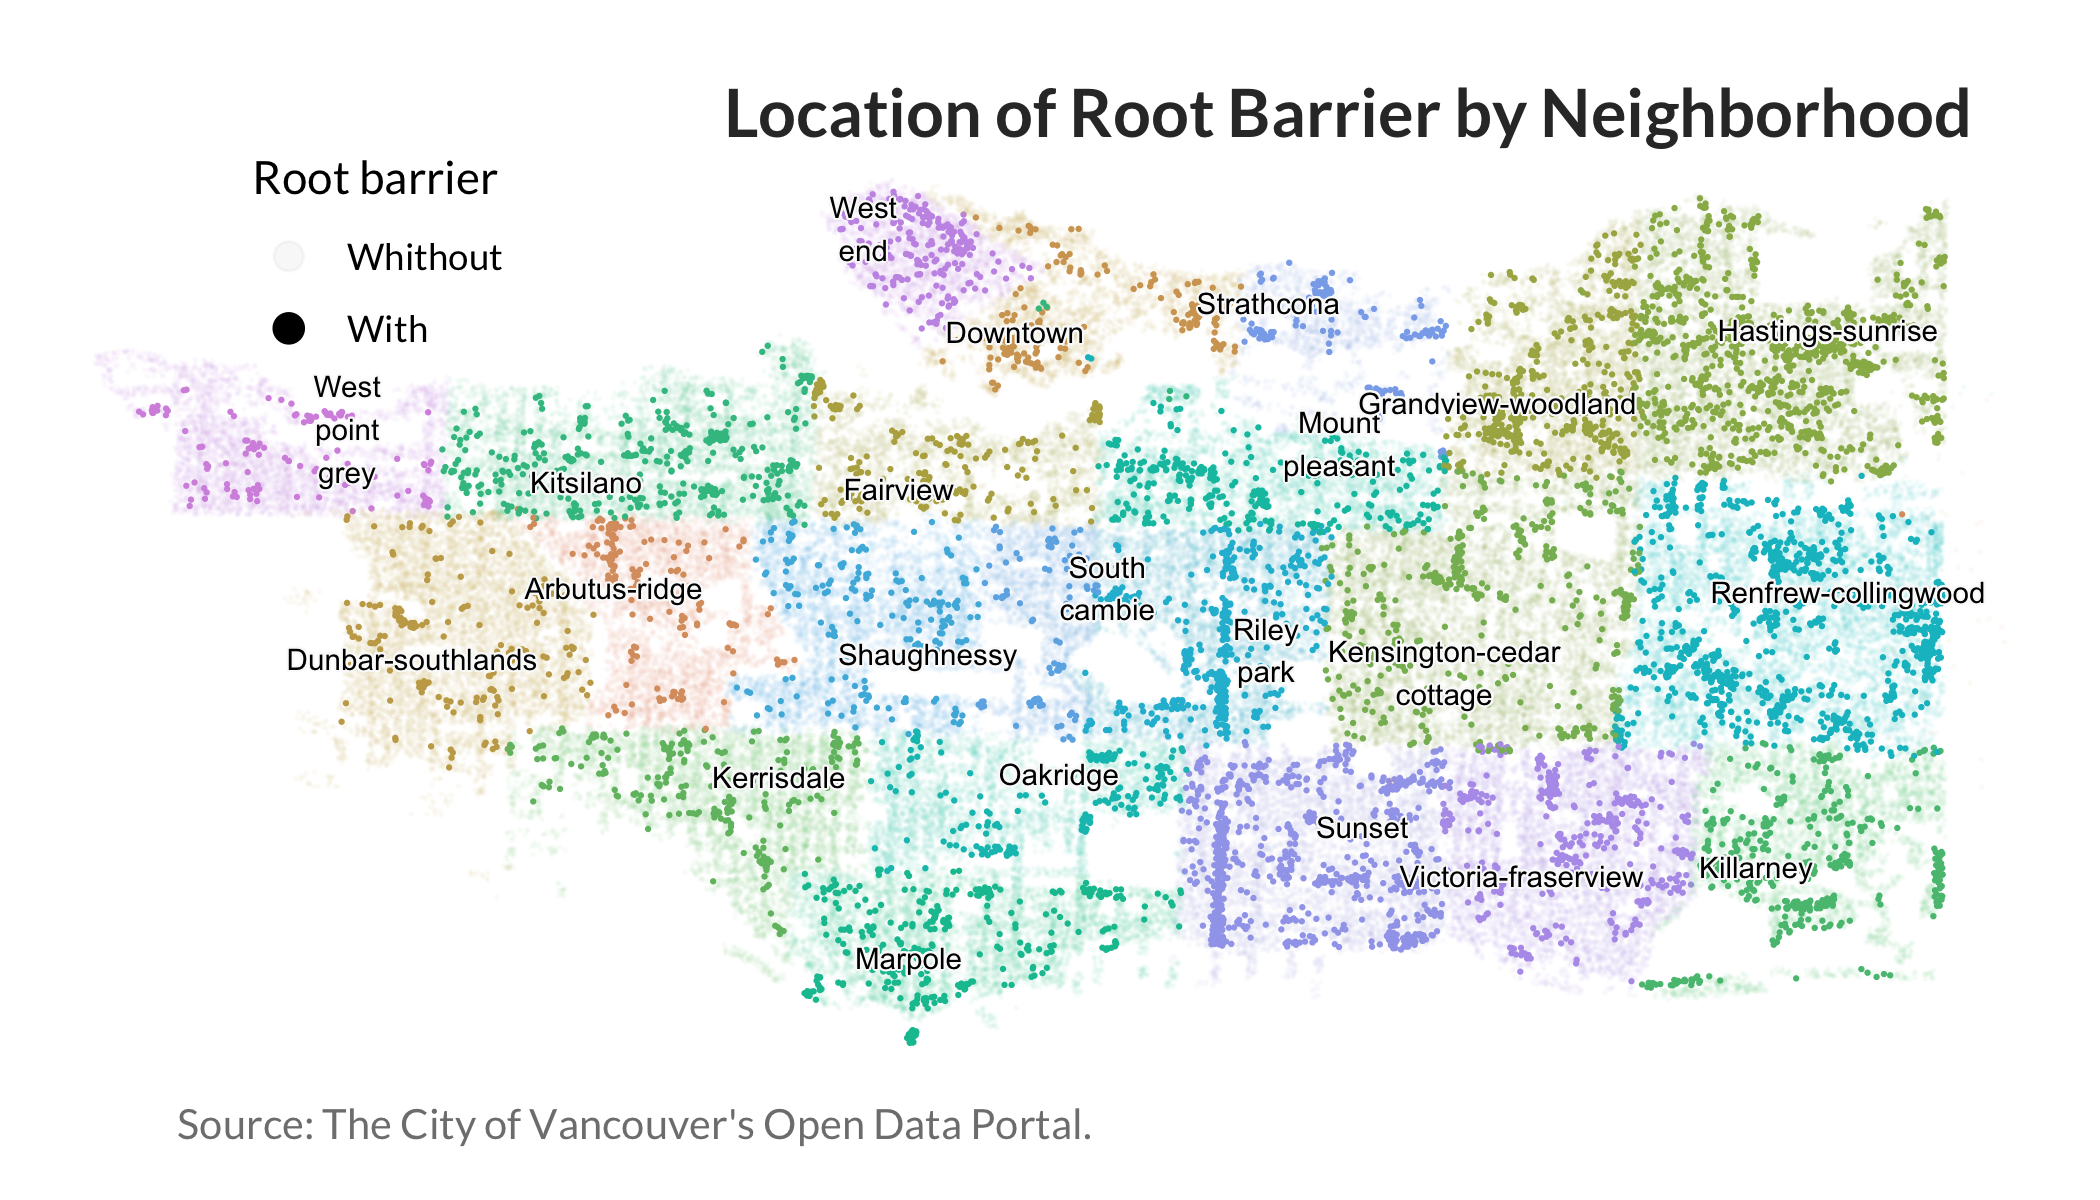 Location of Root Barrier by Neighborhood
Root barrier
Whithout
With
West
end
Strathcona
Downtown
Hastings-sunrise
West
point
grey
Grandview-woodland
Mount
pleasant
Kitsilano
Fairview
South
cambie
Arbutus-ridge
Renfrew-collingwood
Riley
park
Dunbar-southlands
Shaughnessy
Kensington-cedar
cottage
Kerrisdale
Oakridge
Sunset
Victoria-fraserview
Killarney
Marpole
Source: The City of Vancouver's Open Data Portal.